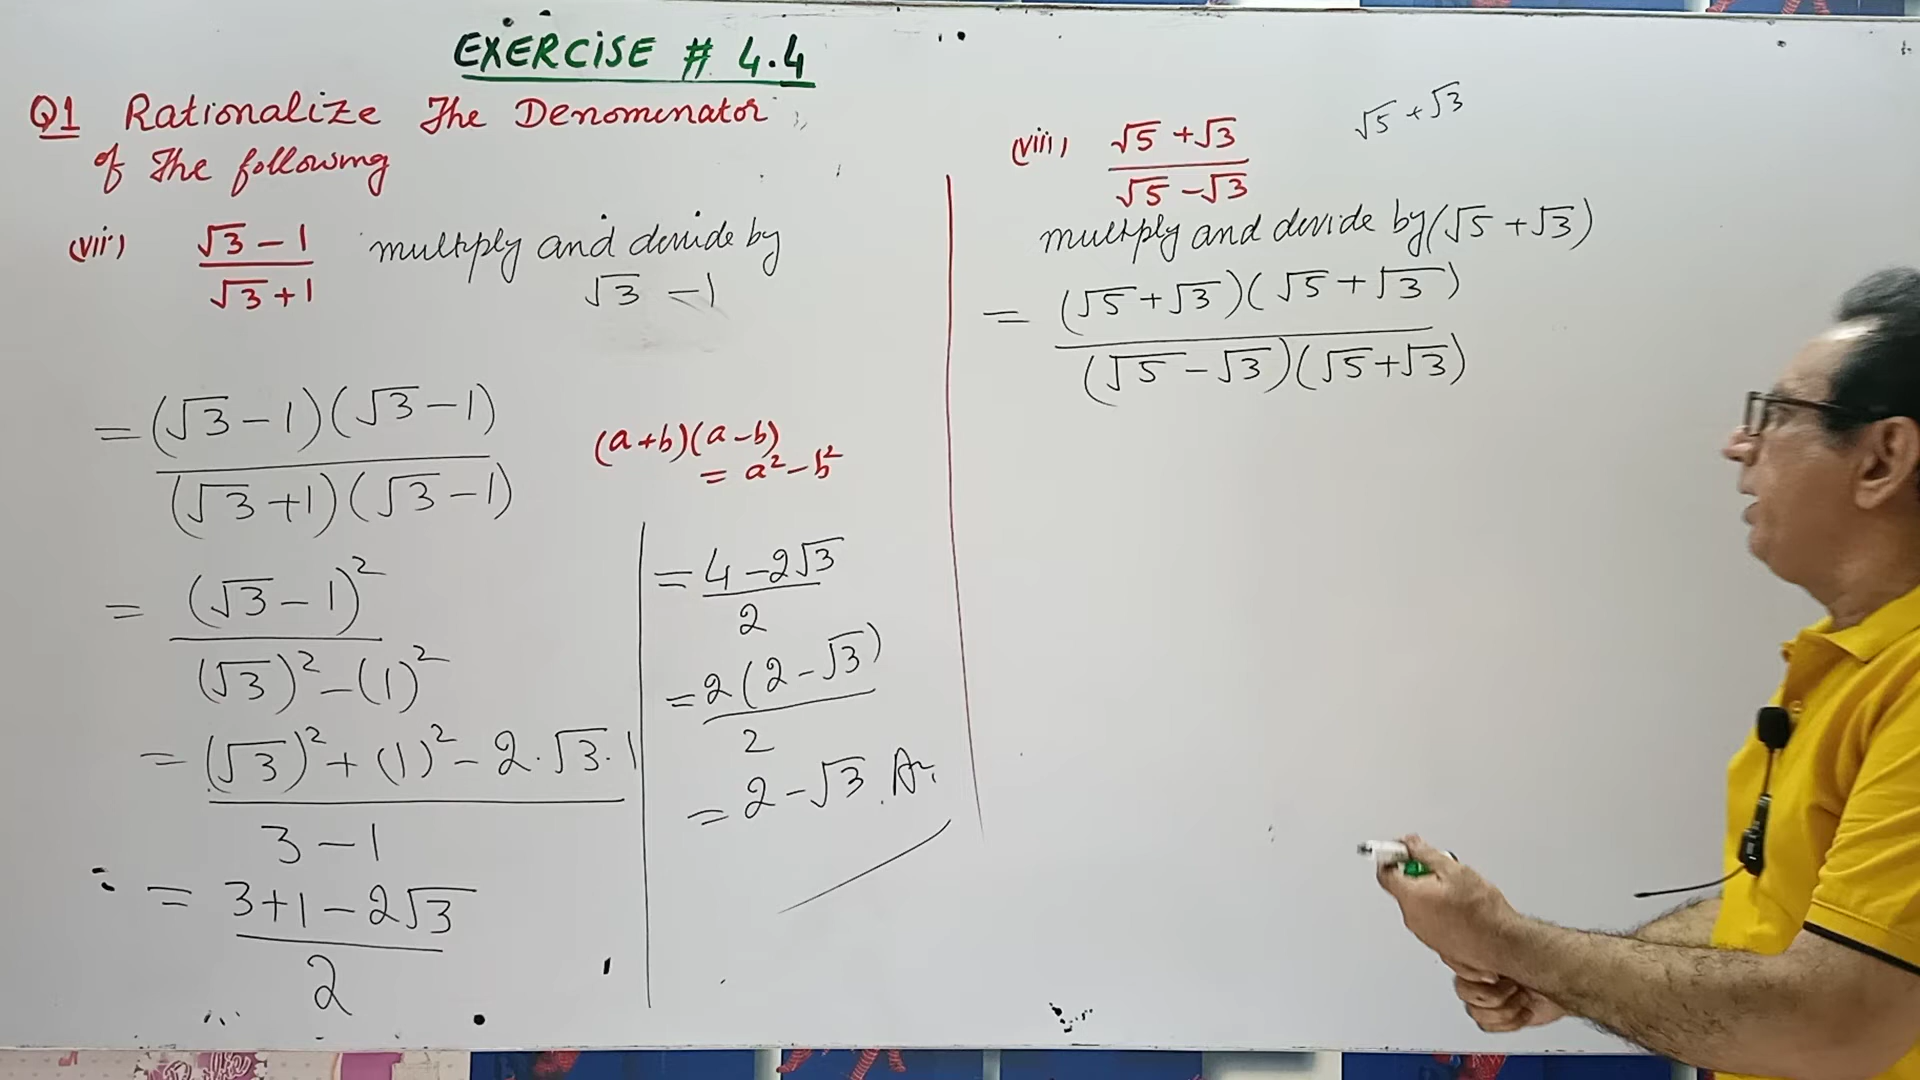 EXERCISE # 4.4
Q1 Rationalize The Denomenator
of The following
(vii) (√3 - 1)/(√3 + 1) multiply and devide by
√3 - 1
= (√3 - 1)(√3 - 1)/(√3 + 1)(√3 - 1)
(a+b)(a-b)
= a² - b²
= (√3 - 1)²/(√3)² - (1)²
= (√3)² + (1)² - 2.√3.1/3 - 1
= 3+1 - 2√3/2
= 4 - 2√3/2
= 2(2 - √3)/2
= 2 - √3. A
(viii) √5 + √3/√5 - √3
√5 + √3
multiply and devide by (√5 + √3)
= (√5 + √3)(√5 + √3)/(√5 - √3)(√5 + √3)